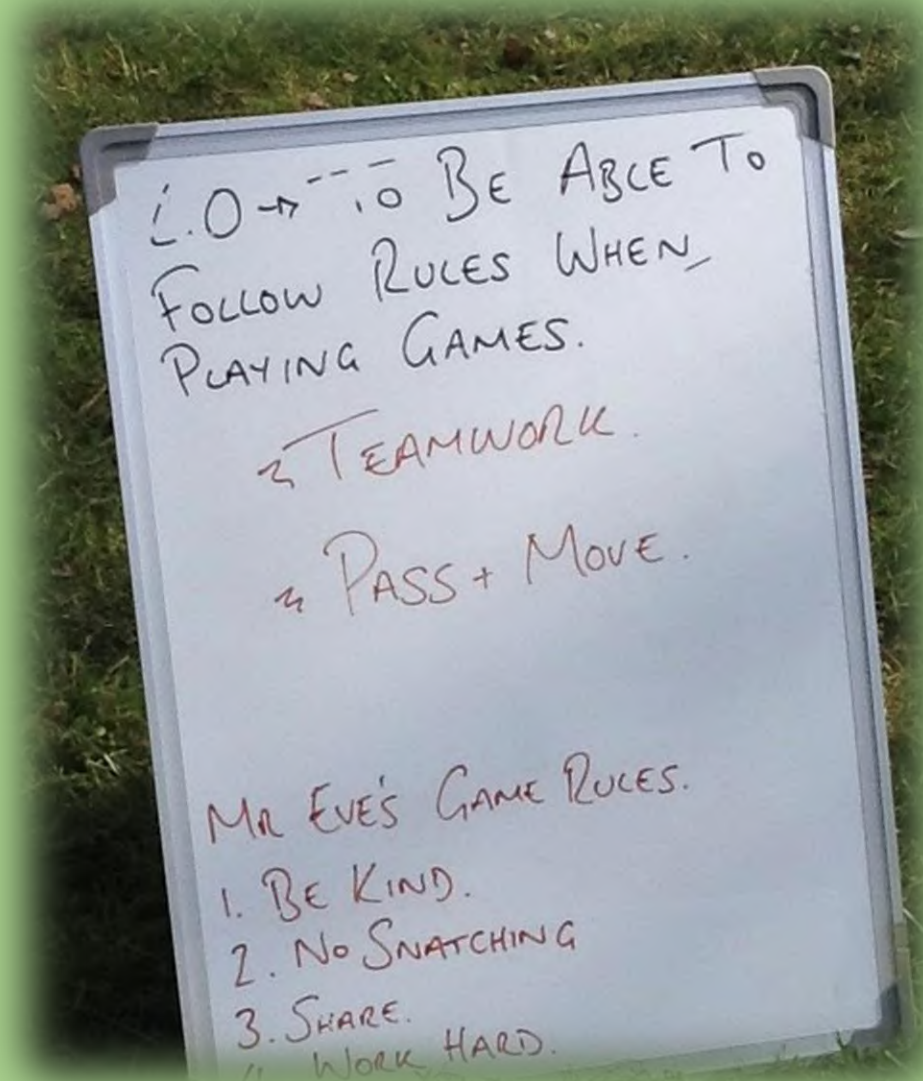 L.O → To BE ABLE TO
FOLLOW RULES WHEN
PLAYING GAMES.
TEAMWORK.
PASS + MOVE.
MR EVE'S GAME RULES.
1. BE KIND.
2. NO SNATCHING
3. SHARE.
4. WORK HARD.